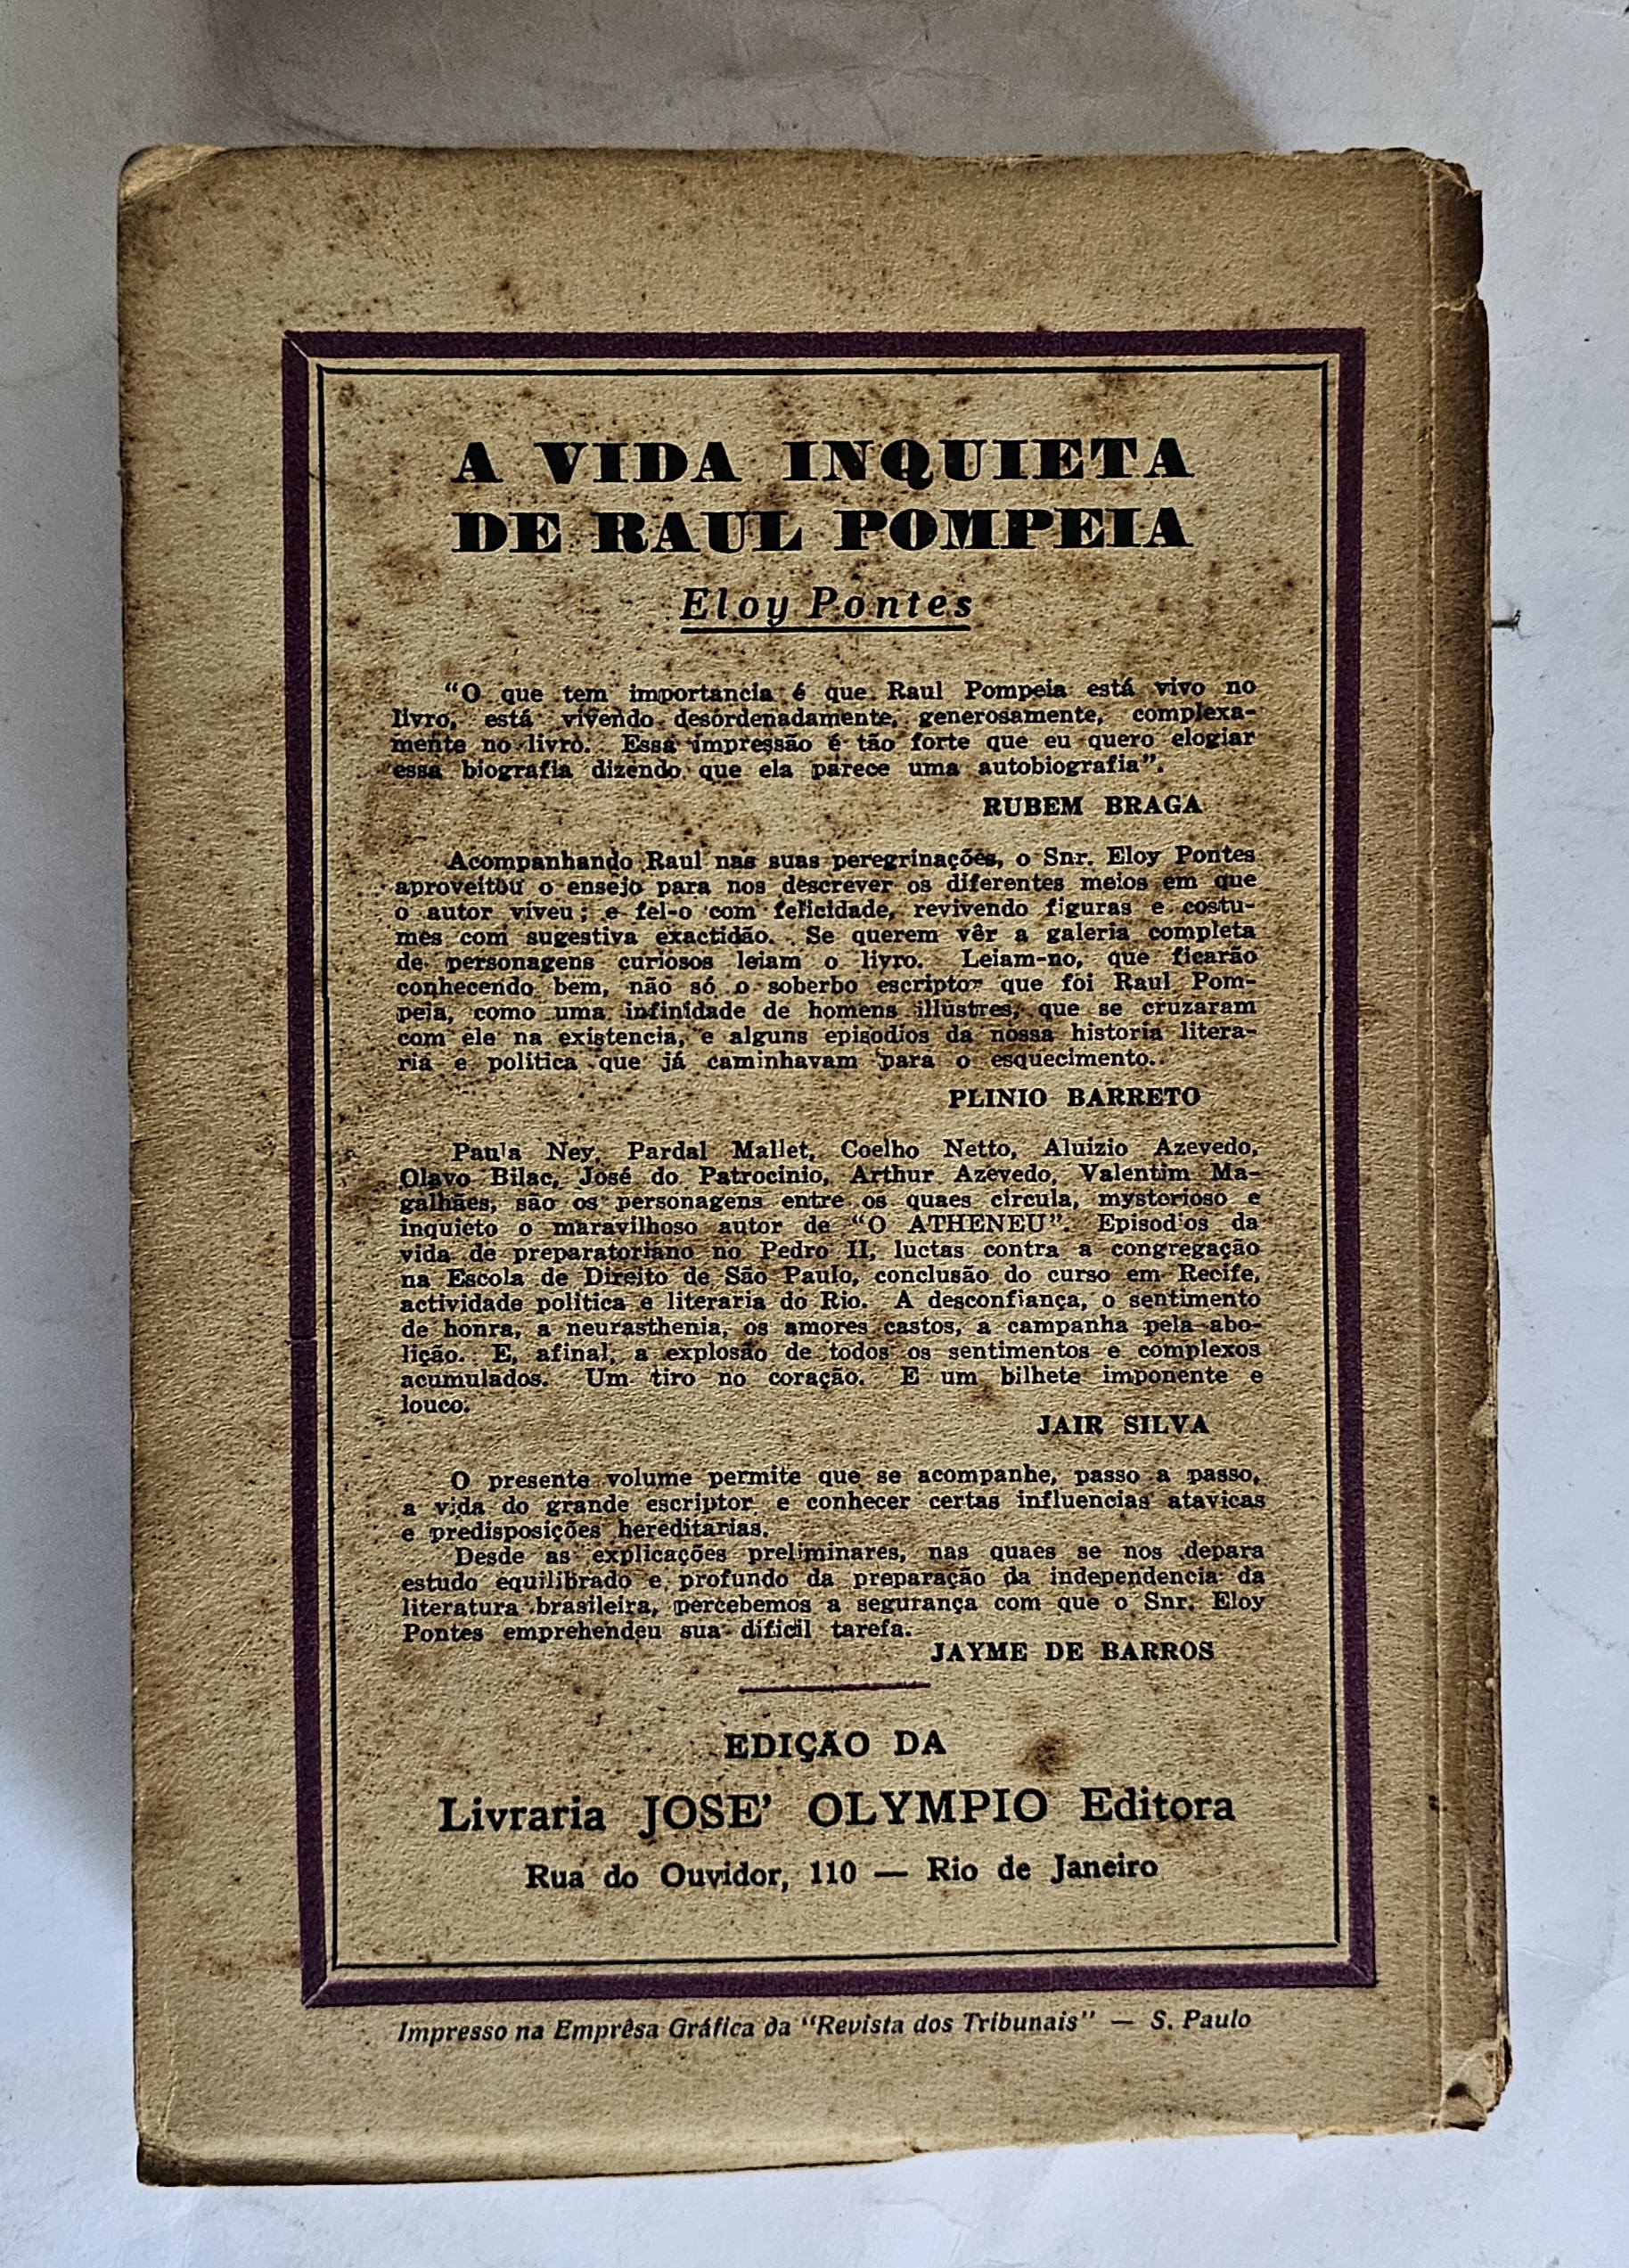 A VIDA INQUIETA
DE RAUL POMPEIA
Eloy Pontes
“O que tem importancia é que Raul Pompeia está vivo no
livro, está vivendo desordenadamente, generosamente, complexa-
mente no livro. Essa impressão é tão forte que eu quero elogiar
essa biografia dizendo que ela parece uma autobiografia”.
RUBEM BRAGA
Acompanhando Raul nas suas peregrinações, o Snr. Eloy Pontes
aproveitou o ensejo para nos descrever os diferentes meios em que
o autor viveu; e fel-o com felicidade, revivendo figuras e costu-
mes com sugestiva exactidão. Se querem vêr a galeria completa
de personagens curiosos leiam o livro. Leiam-no, que ficarão
conhecendo bem, não só o soberbo escriptor que foi Raul Pom-
peia, como uma infinidade de homens illustres, que se cruzaram
com ele na existencia, e alguns episodios da nossa historia litera-
ria e politica que já caminhavam para o esquecimento.
PLINIO BARRETO
Paula Ney, Pardal Mallet, Coelho Netto, Aluizio Azevedo,
Olavo Bilac, José do Patrocinio, Arthur Azevedo, Valentim Ma-
galhães, são os personagens entre os quaes circula, mysterioso e
inquieto o maravilhoso autor de “O ATHENEU”. Episodios da
vida de preparatoriano no Pedro II, luctas contra a congregação
na Escola de Direito de São Paulo, conclusão do curso em Recife,
actividade politica e literaria do Rio. A desconfiança, o sentimento
de honra, a neurasthenia, os amores castos, a campanha pela abo-
lição. E, afinal, a explosão de todos os sentimentos e complexos
acumulados. Um tiro no coração. E um bilhete imponente e
louco.
JAIR SILVA
O presente volume permite que se acompanhe, passo a passo,
a vida do grande escriptor e conhecer certas influencias atavicas
e predisposições hereditarias.
Desde as explicações preliminares, nas quaes se nos depara
estudo equilibrado e profundo da preparação da independencia da
literatura brasileira, percebemos a segurança com que o Snr. Eloy
Pontes emprehendeu sua dificil tarefa.
JAYME DE BARROS
EDIÇÃO DA
Livraria JOSE’ OLYMPIO Editora
Rua do Ouvidor, 110 — Rio de Janeiro
Impresso na Emprêsa Gráfica da “Revista dos Tribunais” — S. Paulo